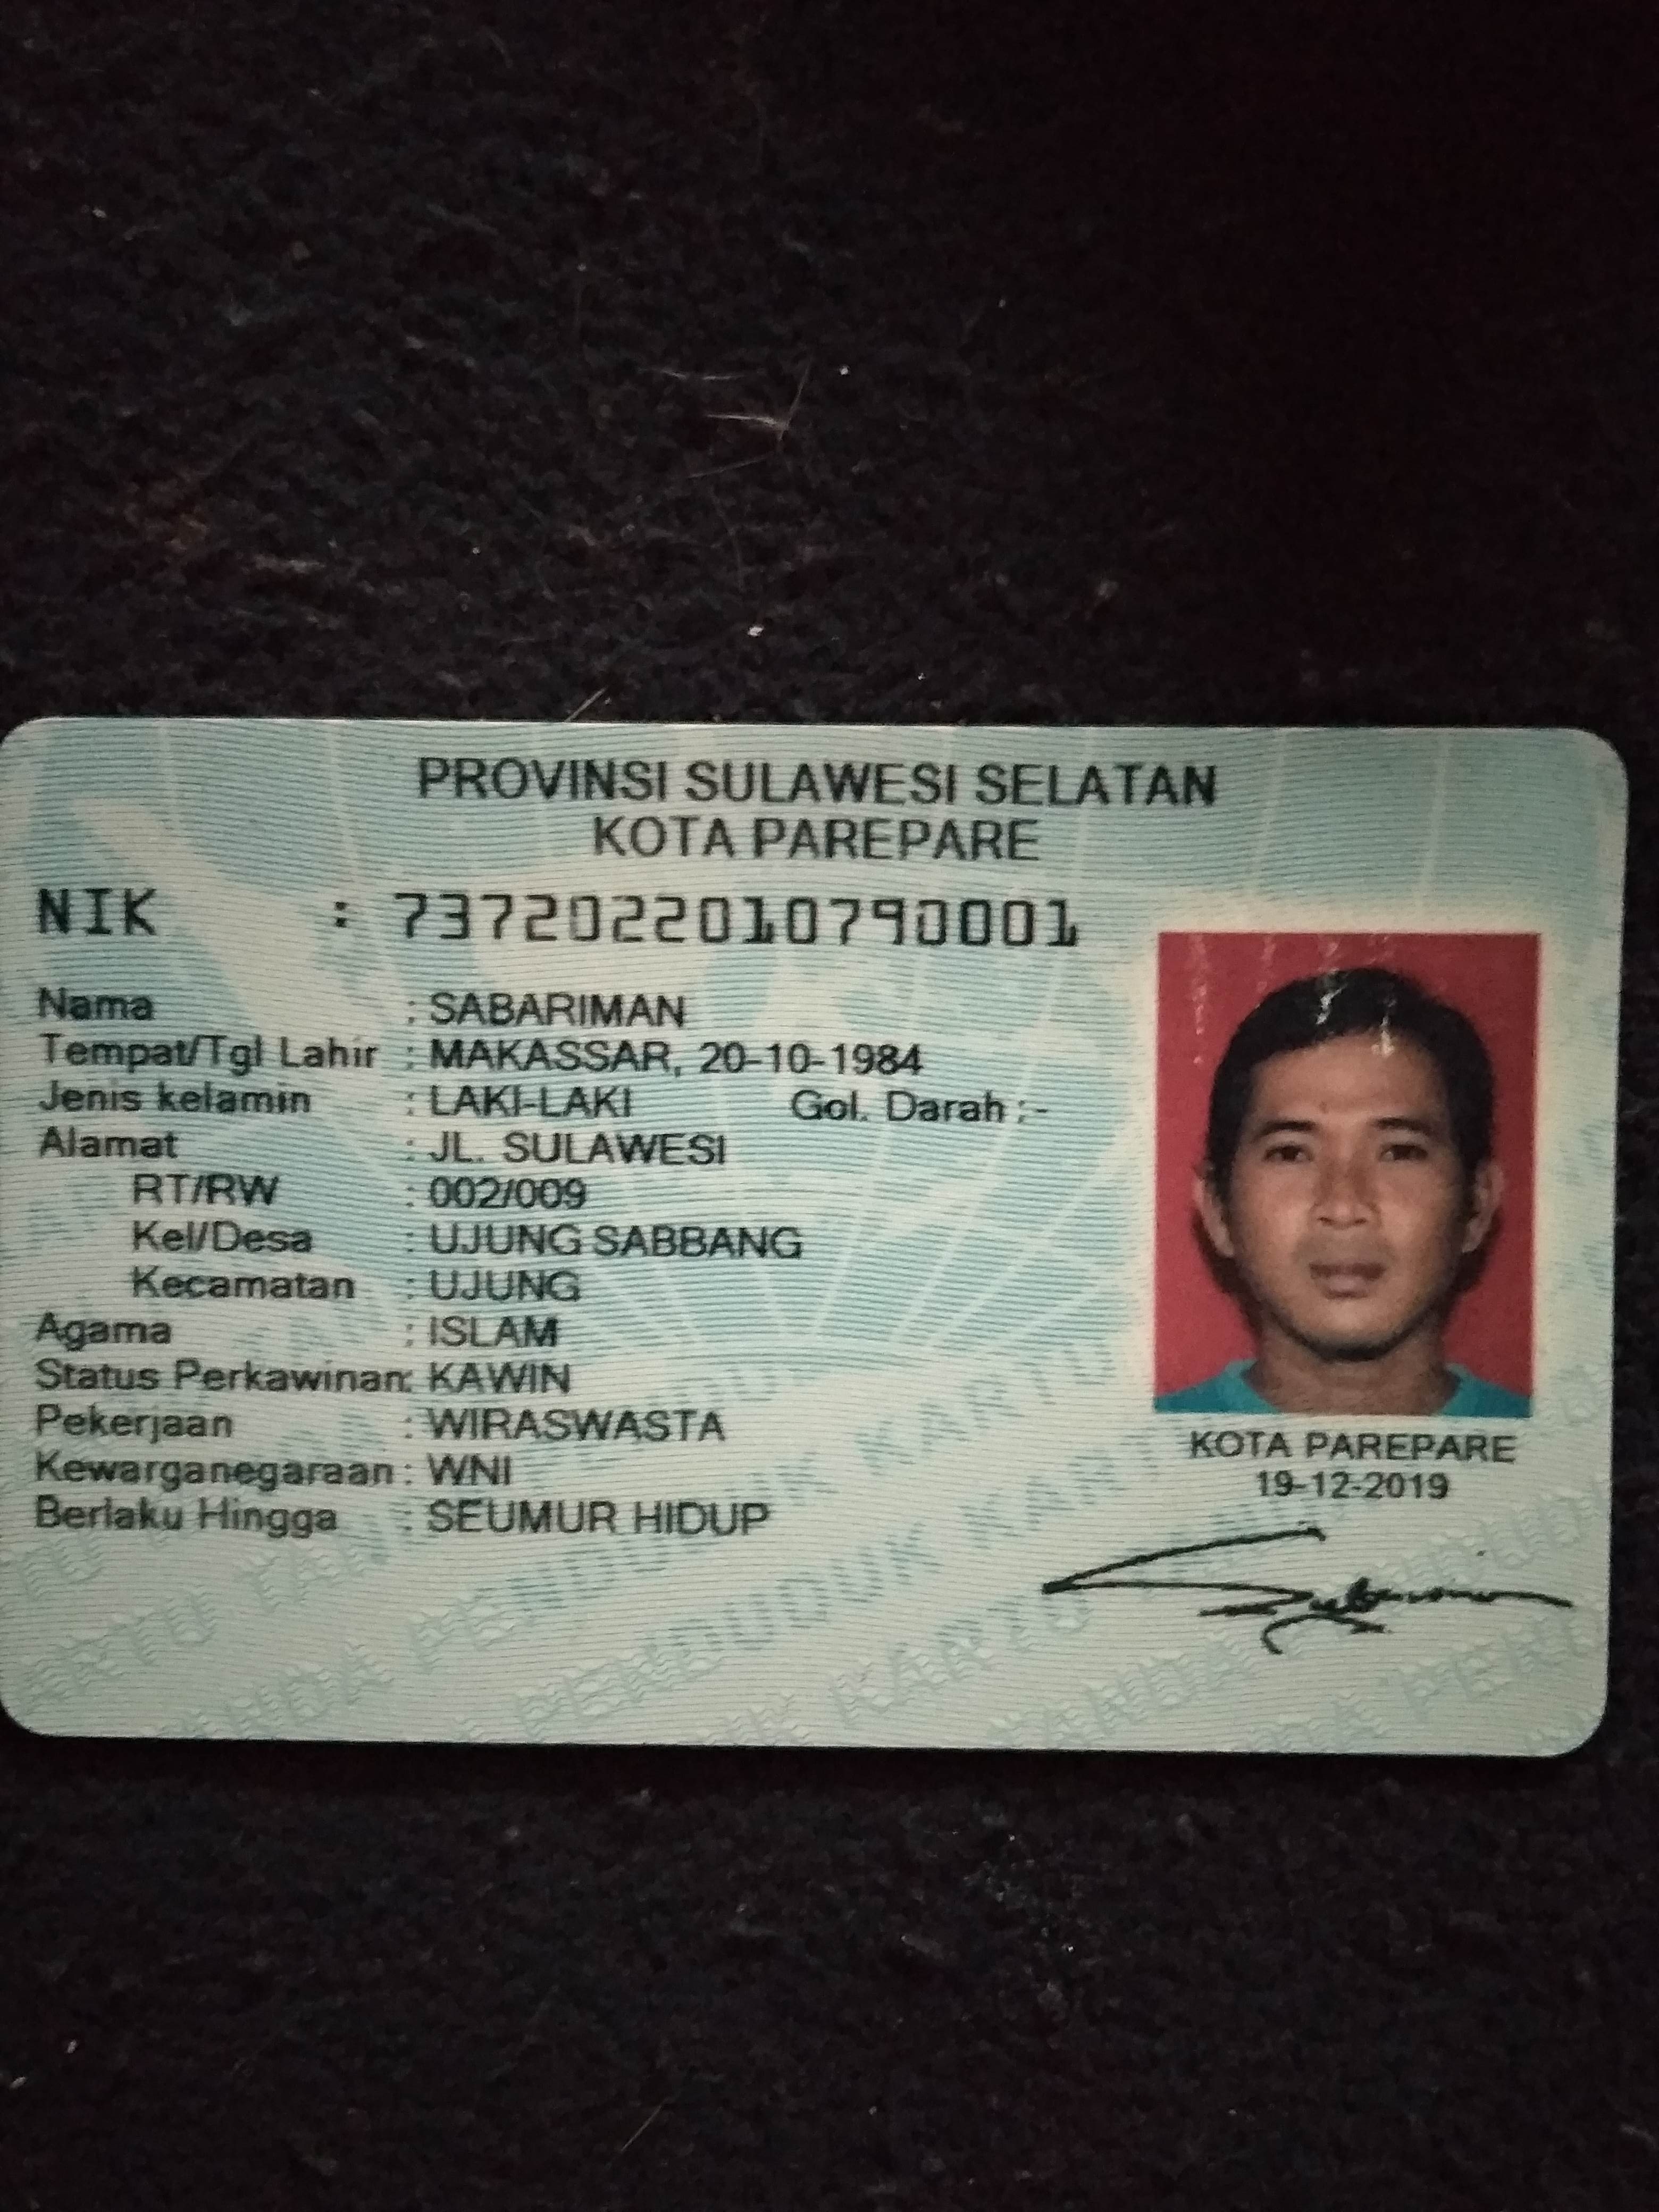 PROVINSI SULAWESI SELATAN
KOTA PAREPARE
NIK : 7372022010790001
Nama : SABARIMAN
Tempat/Tgl Lahir : MAKASSAR, 20-10-1984
Jenis kelamin : LAKI-LAKI Gol. Darah : -
Alamat : JL. SULAWESI
RT/RW : 002/009
Kel/Desa : UJUNG SABBANG
Kecamatan : UJUNG
Agama : ISLAM
Status Perkawinan: KAWIN
Pekerjaan : WIRASWASTA
Kewarganegaraan : WNI
Berlaku Hingga : SEUMUR HIDUP
KOTA PAREPARE
19-12-2019